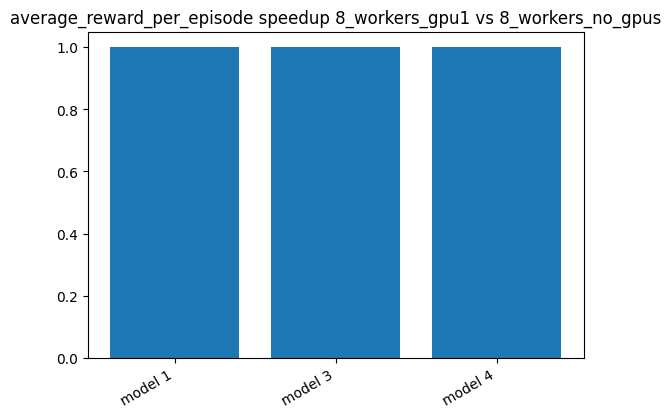 average_reward_per_episode speedup 8_workers_gpu1 vs 8_workers_no_gpus
1.0
0.8
0.6
0.4
0.2
0.0
model 1
model 3
model 4